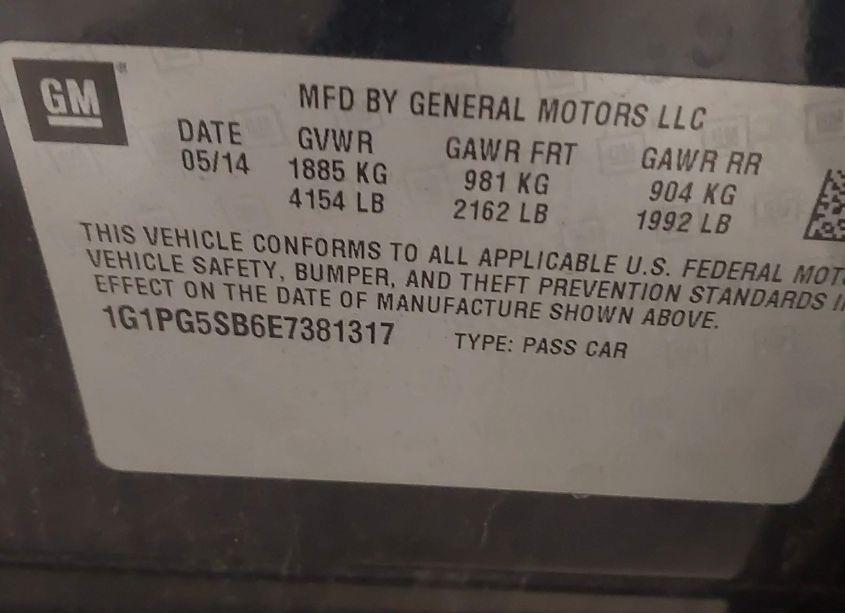 GM
MFD BY GENERAL MOTORS LLC
DATE GVWR GAWR FRT GAWR RR
05/14 1885 KG 981 KG 904 KG
4154 LB 2162 LB 1992 LB
THIS VEHICLE CONFORMS TO ALL APPLICABLE U.S. FEDERAL MOT
VEHICLE SAFETY, BUMPER, AND THEFT PREVENTION STANDARDS I
EFFECT ON THE DATE OF MANUFACTURE SHOWN ABOVE.
1G1PG5SB6E7381317 TYPE: PASS CAR